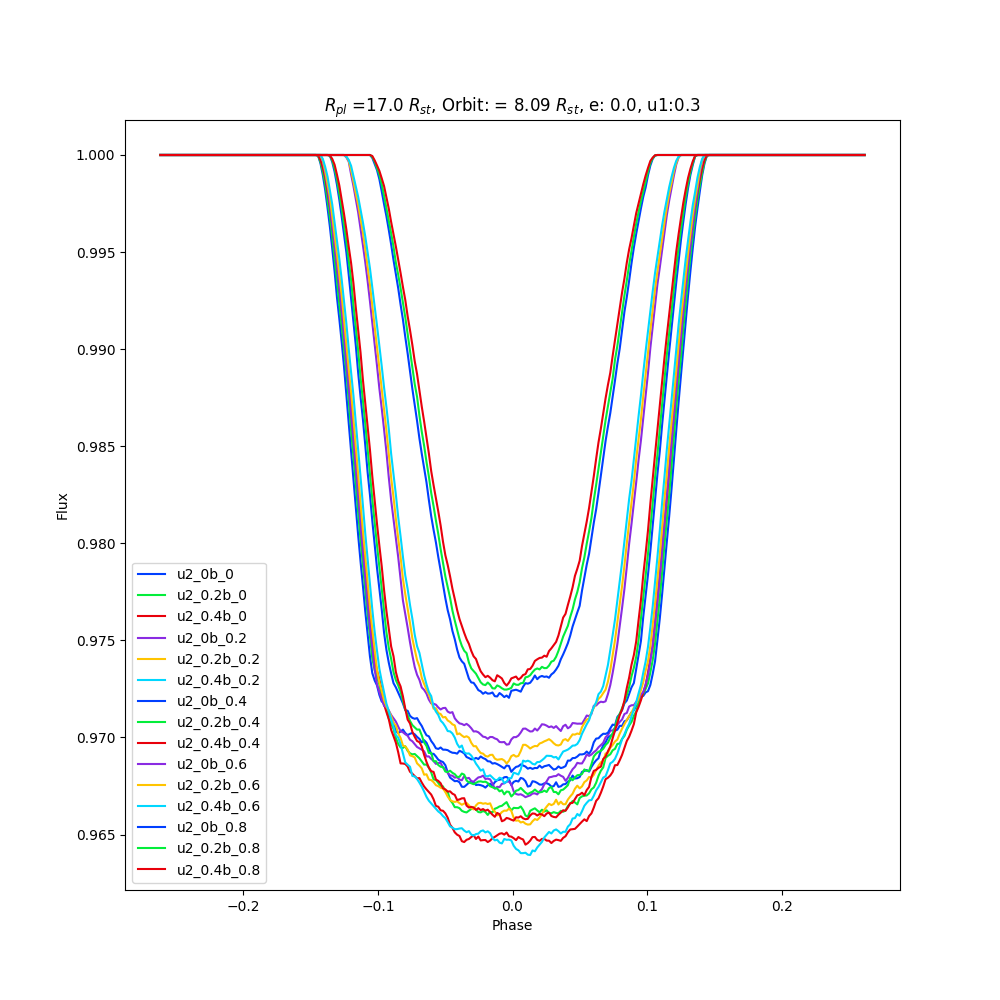 R_pl =17.0 R_st, Orbit: = 8.09 R_st, e: 0.0, u1:0.3
1.000
0.995
0.990
0.985
0.980
0.975
0.970
0.965
Flux
u2_0b_0
u2_0.2b_0
u2_0.4b_0
u2_0b_0.2
u2_0.2b_0.2
u2_0.4b_0.2
u2_0b_0.4
u2_0.2b_0.4
u2_0.4b_0.4
u2_0b_0.6
u2_0.2b_0.6
u2_0.4b_0.6
u2_0b_0.8
u2_0.2b_0.8
u2_0.4b_0.8
−0.2 −0.1 0.0 0.1 0.2
Phase